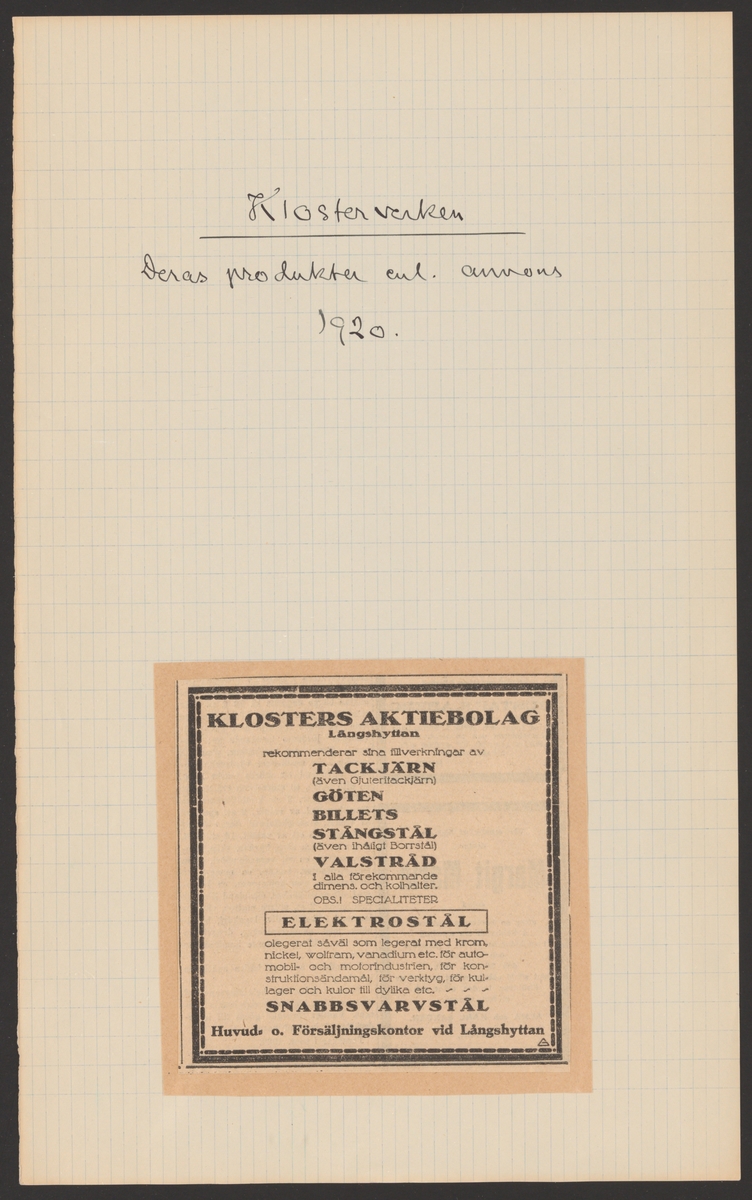 Klosterverken
Deras produkter enl. annons
1920.
KLOSTERS AKTIEBOLAG
Långshyttan
rekommenderar sina tillverkningar av
TACKJÄRN
(även Gjuteritackjärn)
GÖTEN
BILLETS
STÅNGSTÅL
(även ihåligt Borrstål)
VALSTRÅD
I alla förekommande
dimens. och kolhalter.
OBS.! SPECIALITETER
ELEKTROSTÅL
olegerat såväl som legerat med krom,
nickel, wolfram, vanadium etc. för auto-
mobil- och motorindustrien, för kon-
struktionsändamål, för verktyg, för kul-
lager och kulor till dylika etc. - - -
SNABBSVARVSTÅL
Huvud- o. Försäljningskontor vid Långshyttan